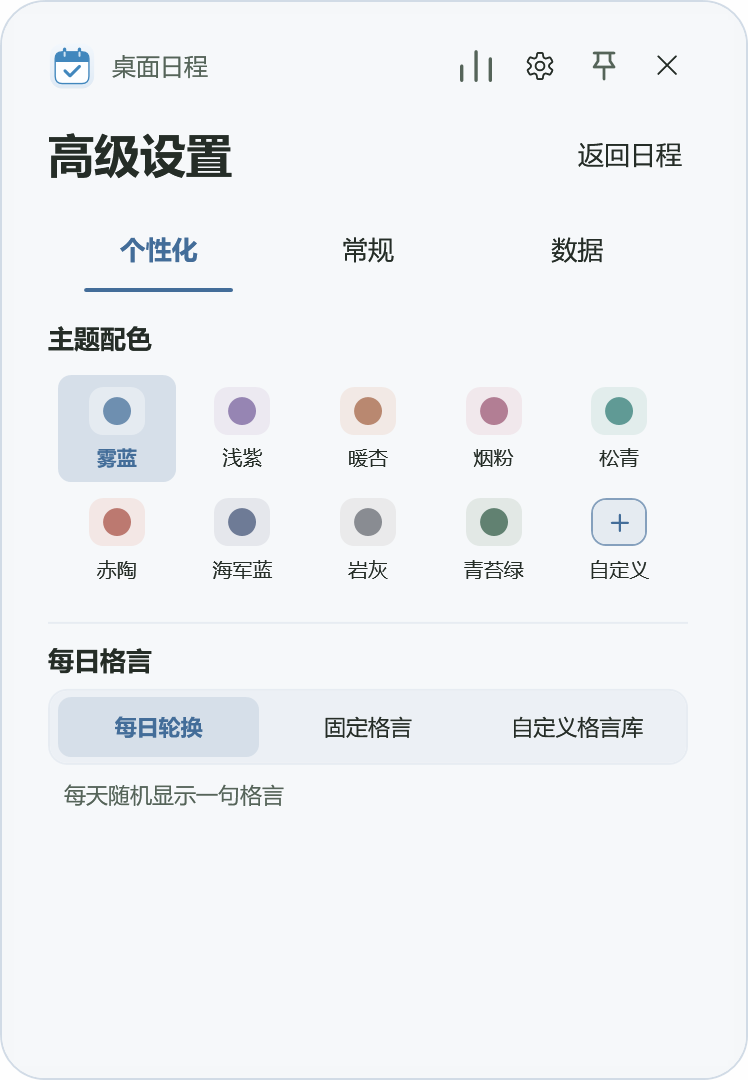 桌面日程
高级设置
返回日程
个性化 常规 数据
主题配色
雾蓝 浅紫 暖杏 烟粉 松青
赤陶 海军蓝 岩灰 青苔绿 自定义
每日格言
每日轮换 固定格言 自定义格言库
每天随机显示一句格言